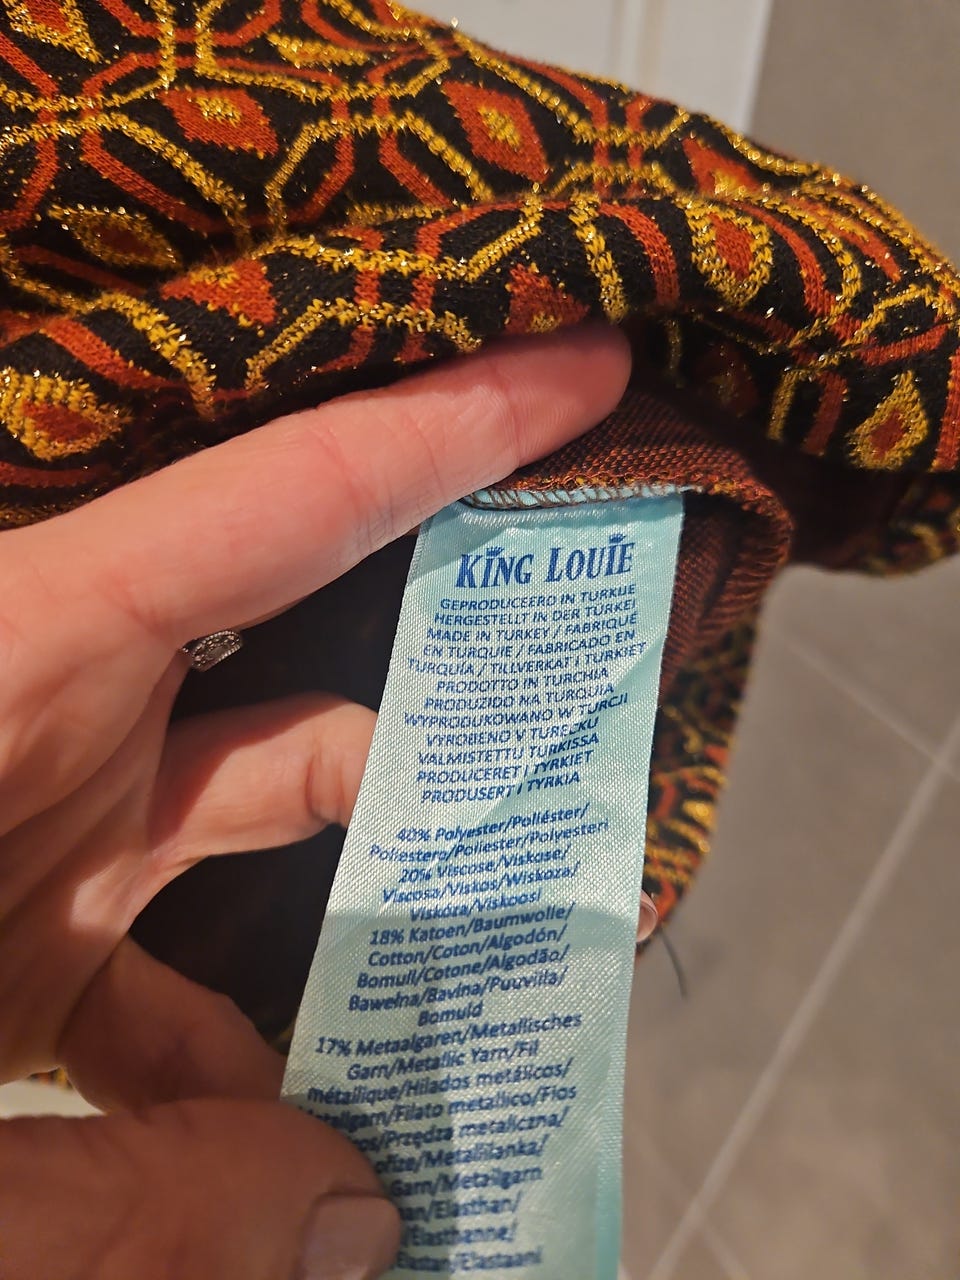 KING LOUIE
GEPRODUCEERD IN TURKIJE
HERGESTELLT IN DER TÜRKEI
MADE IN TURKEY / FABRIQUÉ
EN TURQUIE / FABRICADO EN
TURQUÍA / TILLVERKAT I TURKIET
PRODOTTO IN TURCHIA
PRODUZIDO NA TURQUIA
WYPRODUKOWANO W TURCJI
VYROBENO V TURECKU
VALMISTETTU TURKISSA
PRODUCERET I TYRKIET
PRODUSERT I TYRKIA
40% Polyester/Poliéster/
Poliestere/Poliester/Polyesteri
20% Viscose/Viskose/
Viscosa/Viskos/Wiskoza/
Viskóza/Viskoosi
18% Katoen/Baumwolle/
Cotton/Coton/Algodón/
Bomull/Cotone/Algodão/
Bawełna/Bavlna/Puuvilla/
Bomuld
17% Metaalgaren/Metallisches
Garn/Metallic Yarn/Fil
métallique/Hilados metálicos/
Metallgarn/Filato metallico/Fios
/Przędza metaliczna/
/Metallilanka/
Garn/Metallgarn
/Elasthan/
/Elasthanne/
Elastan/Elastaani